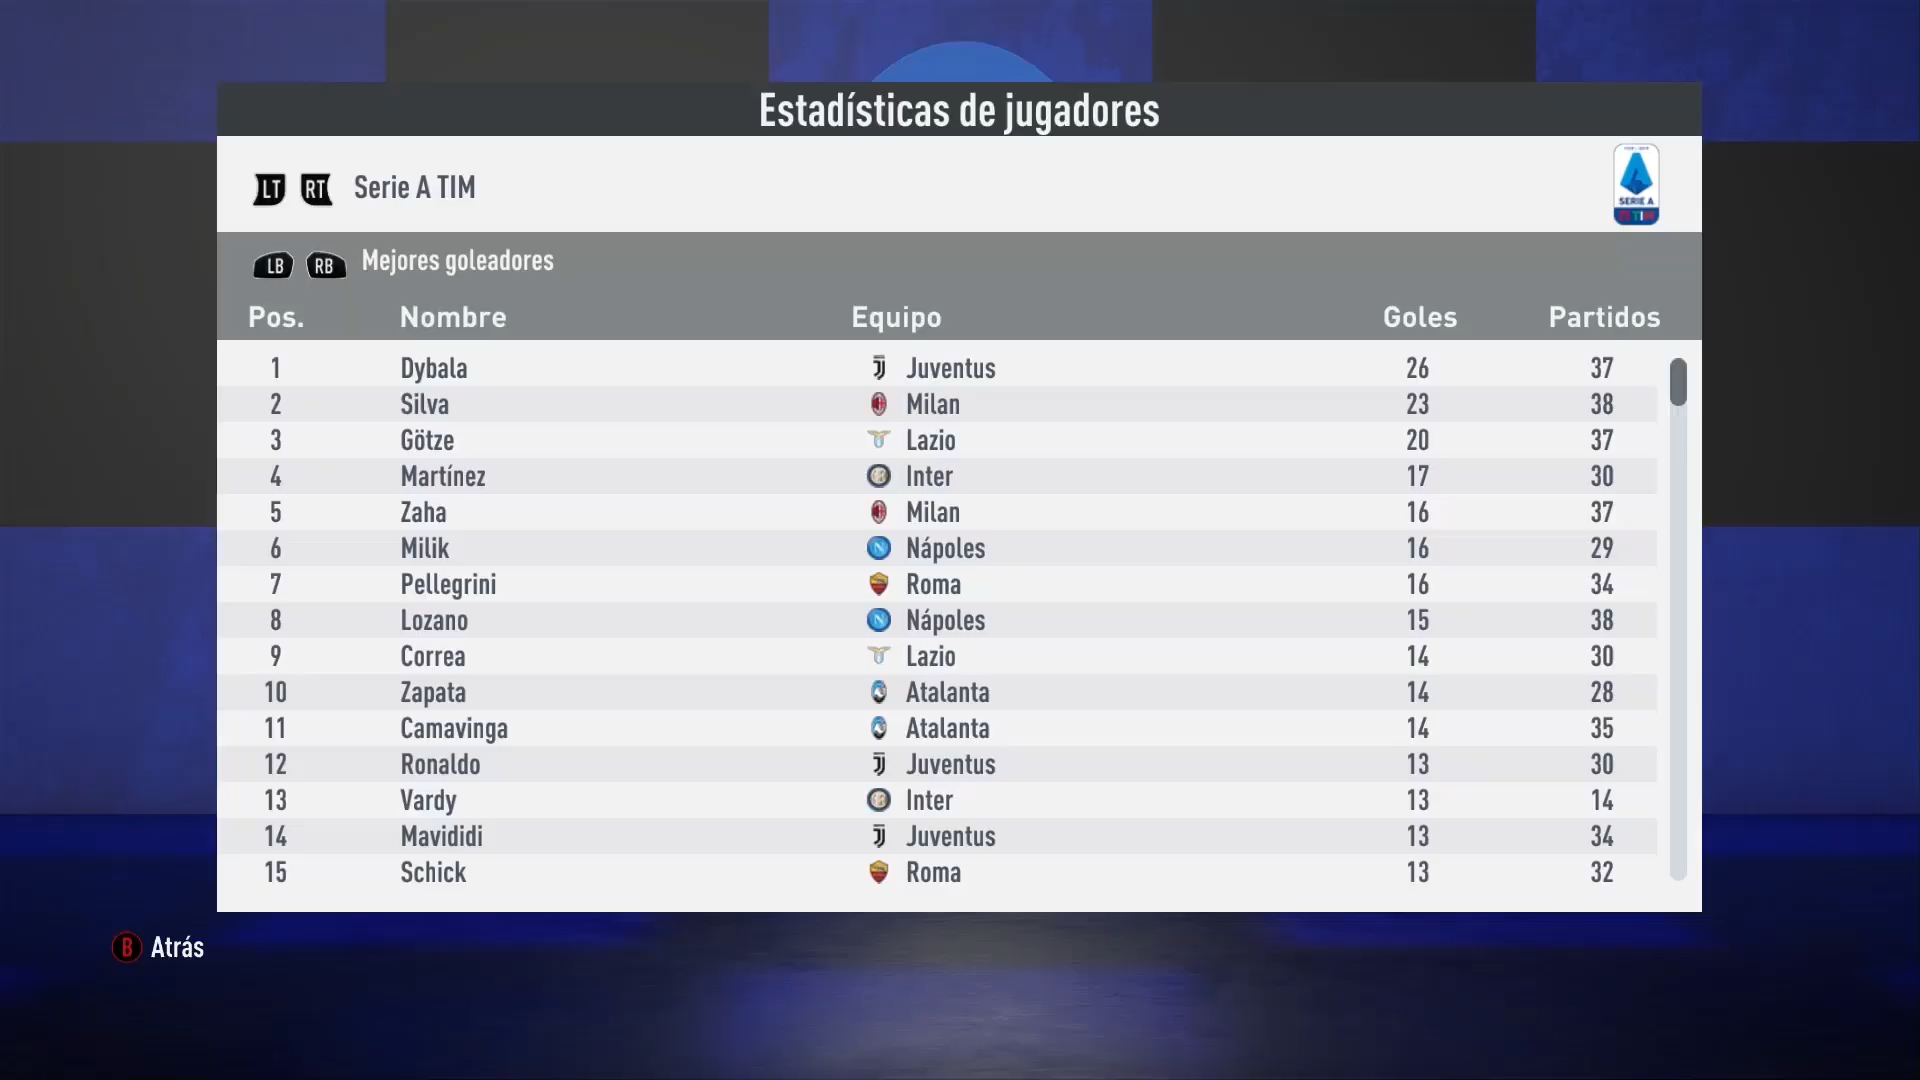 Estadísticas de jugadores
LT RT Serie A TIM
SERIE A
TIM
LB RB Mejores goleadores
Pos. Nombre Equipo Goles Partidos
1 Dybala Juventus 26 37
2 Silva Milan 23 38
3 Götze Lazio 20 37
4 Martínez Inter 17 30
5 Zaha Milan 16 37
6 Milik Nápoles 16 29
7 Pellegrini Roma 16 34
8 Lozano Nápoles 15 38
9 Correa Lazio 14 30
10 Zapata Atalanta 14 28
11 Camavinga Atalanta 14 35
12 Ronaldo Juventus 13 30
13 Vardy Inter 13 14
14 Mavididi Juventus 13 34
15 Schick Roma 13 32
B Atrás